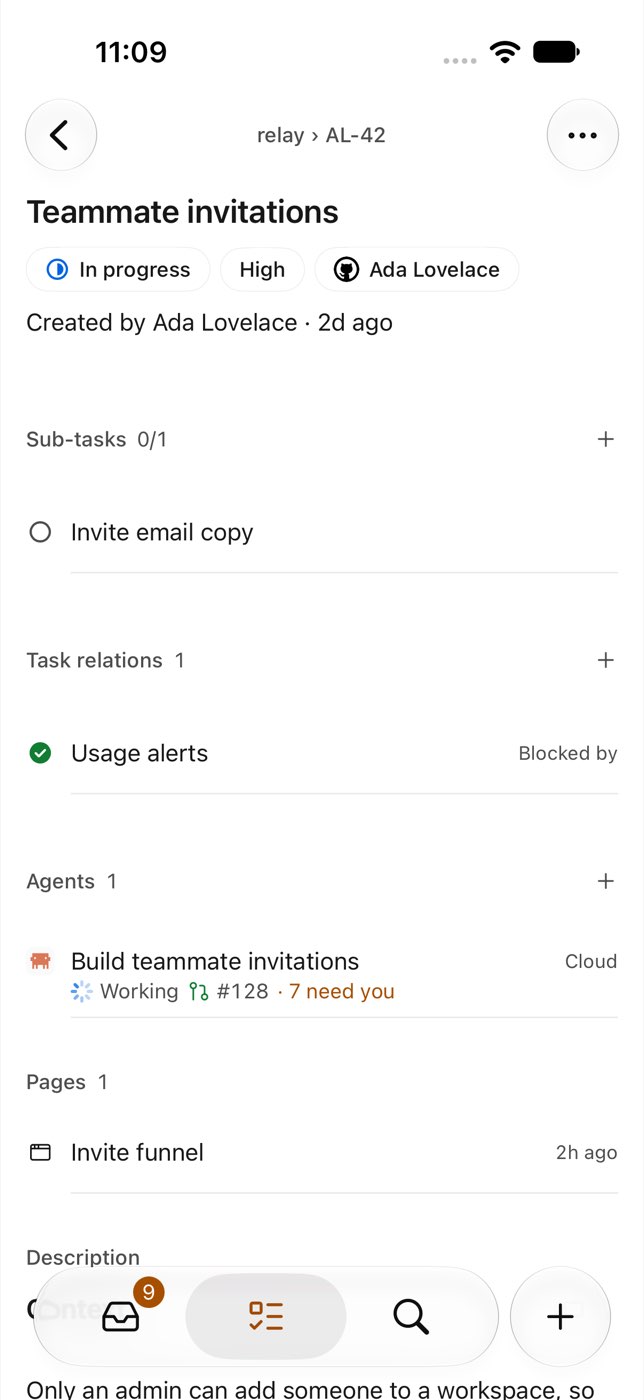 11:09
relay › AL-42
Teammate invitations
In progress
High
Ada Lovelace
Created by Ada Lovelace · 2d ago
Sub-tasks 0/1
Invite email copy
Task relations 1
Usage alerts
Blocked by
Agents 1
Build teammate invitations
Cloud
Working #128 · 7 need you
Pages 1
Invite funnel
2h ago
Description
9
Only an admin can add someone to a workspace, so